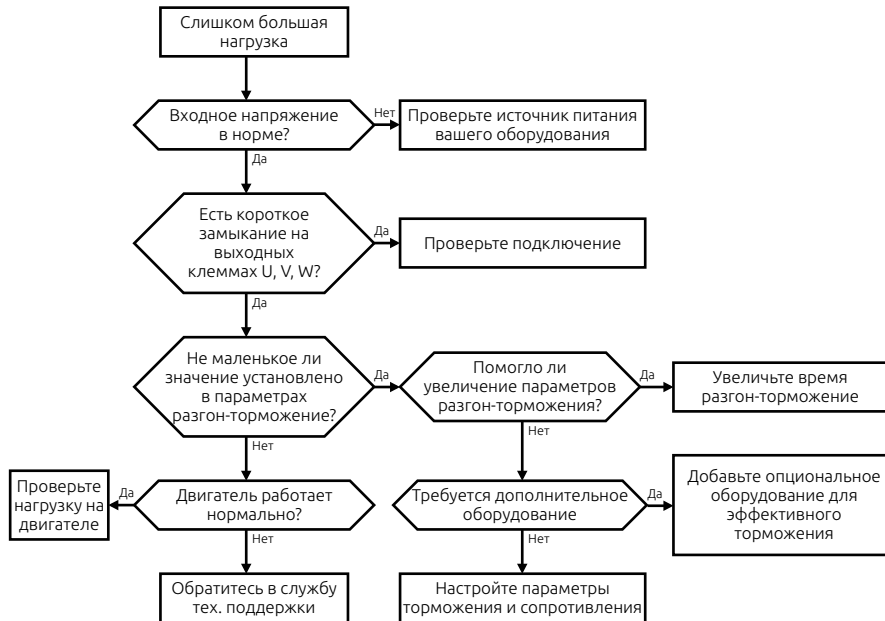 Слишком большая
нагрузка
Входное напряжение
в норме?
Нет
Проверьте источник питания
вашего оборудования
Да
Есть короткое
замыкание на
выходных
клеммах U, V, W?
Да
Проверьте подключение
Да
Не маленькое ли
значение установлено
в параметрах
разгон-торможение?
Да
Помогло ли
увеличение параметров
разгон-торможения?
Да
Увеличьте время
разгон-торможение
Нет
Нет
Проверьте
нагрузку на
двигателе
Да
Двигатель работает
нормально?
Требуется дополнительное
оборудование
Да
Добавьте опциональное
оборудование для
эффективного
торможения
Нет
Нет
Обратитесь в службу
тех. поддержки
Настройте параметры
торможения и сопротивления